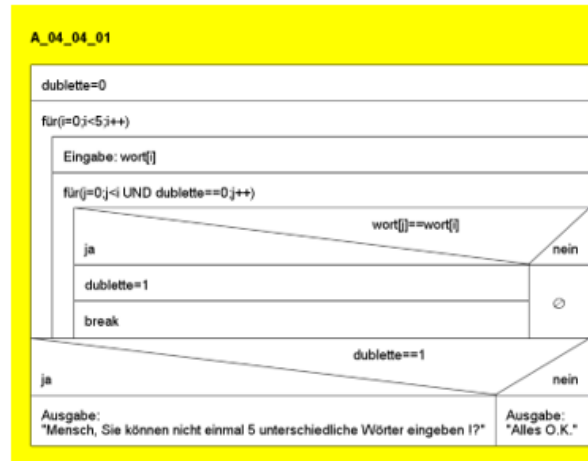 A_04_04_01
dublette=0
für(i=0;i<5;i++)
Eingabe: wort[i]
für(j=0;j<i UND dublette==0;j++)
wort[j]==wort[i]
ja
nein
dublette=1
∅
break
dublette==1
ja
nein
Ausgabe:
"Mensch, Sie können nicht einmal 5 unterschiedliche Wörter eingeben !?"
Ausgabe:
"Alles O.K."